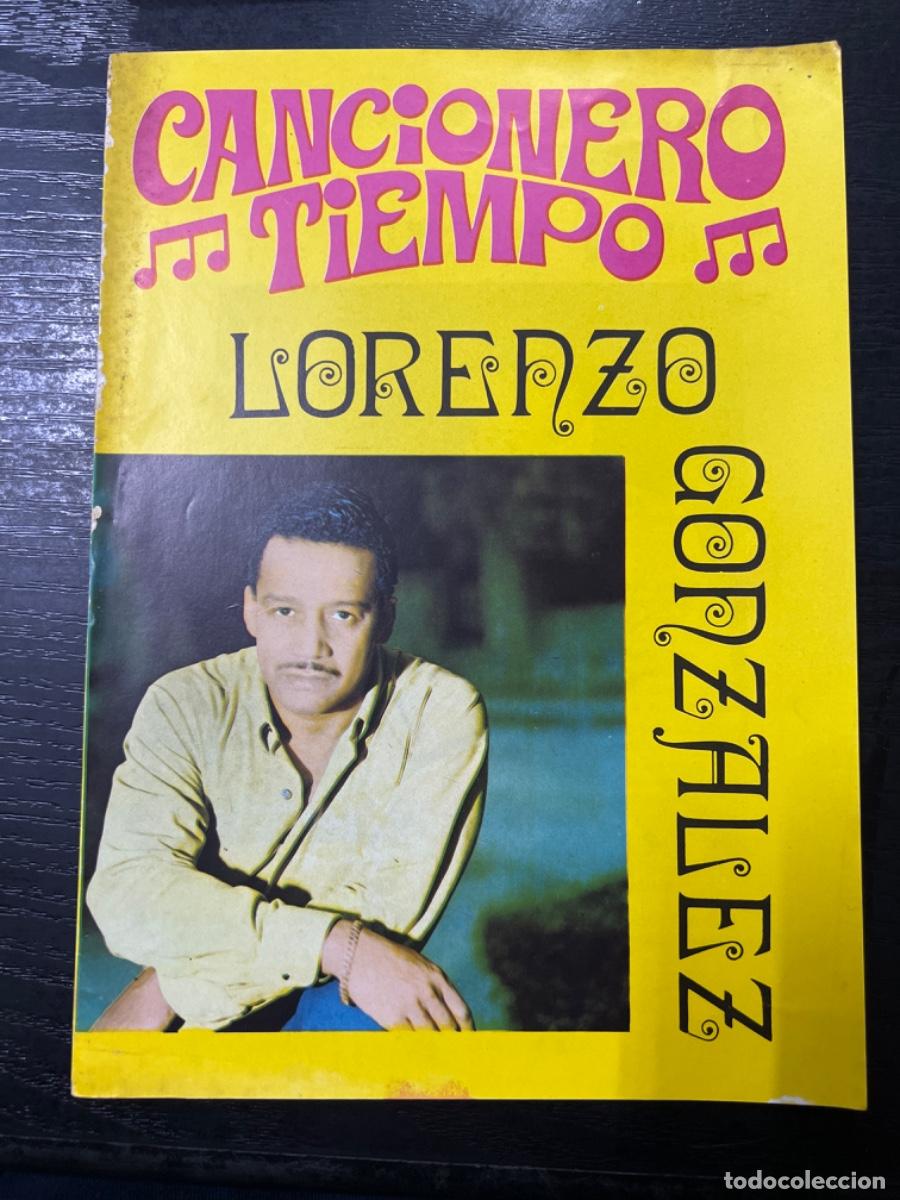 CANCiONERO
TiEMPO
LORENZO
GONZALEZ
todocoleccion